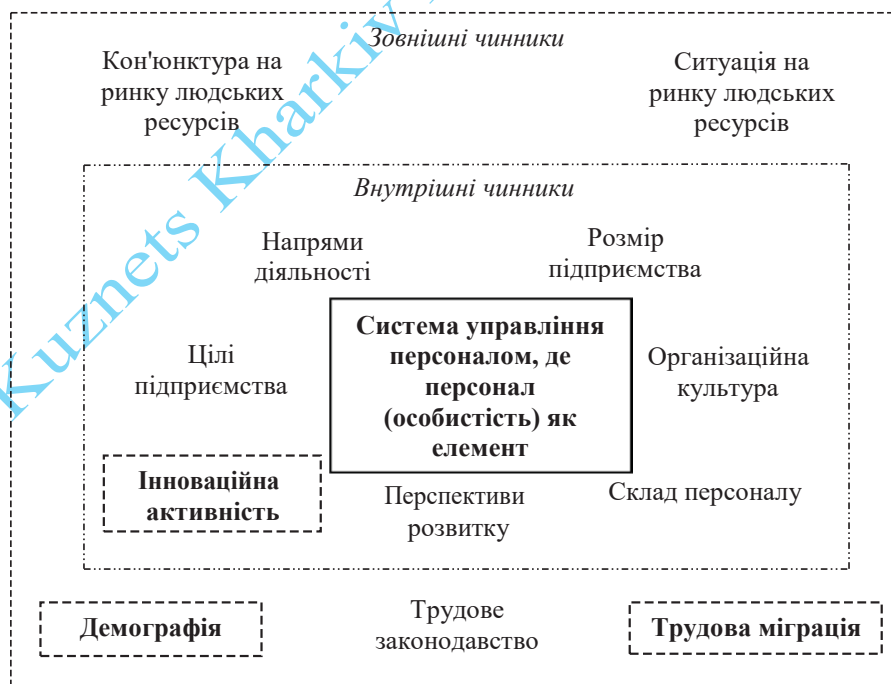 Зовнішні чинники
Кон'юнктура на
ринку людських
ресурсів
Ситуація на
ринку людських
ресурсів
Внутрішні чинники
Напрями
діяльності
Розмір
підприємства
Цілі
підприємства
Система управління
персоналом, де
персонал
(особистість) як
елемент
Організаційна
культура
Інноваційна
активність
Перспективи
розвитку
Склад персоналу
Демографія
Трудове
законодавство
Трудова міграція
Kuznets Kharkiv